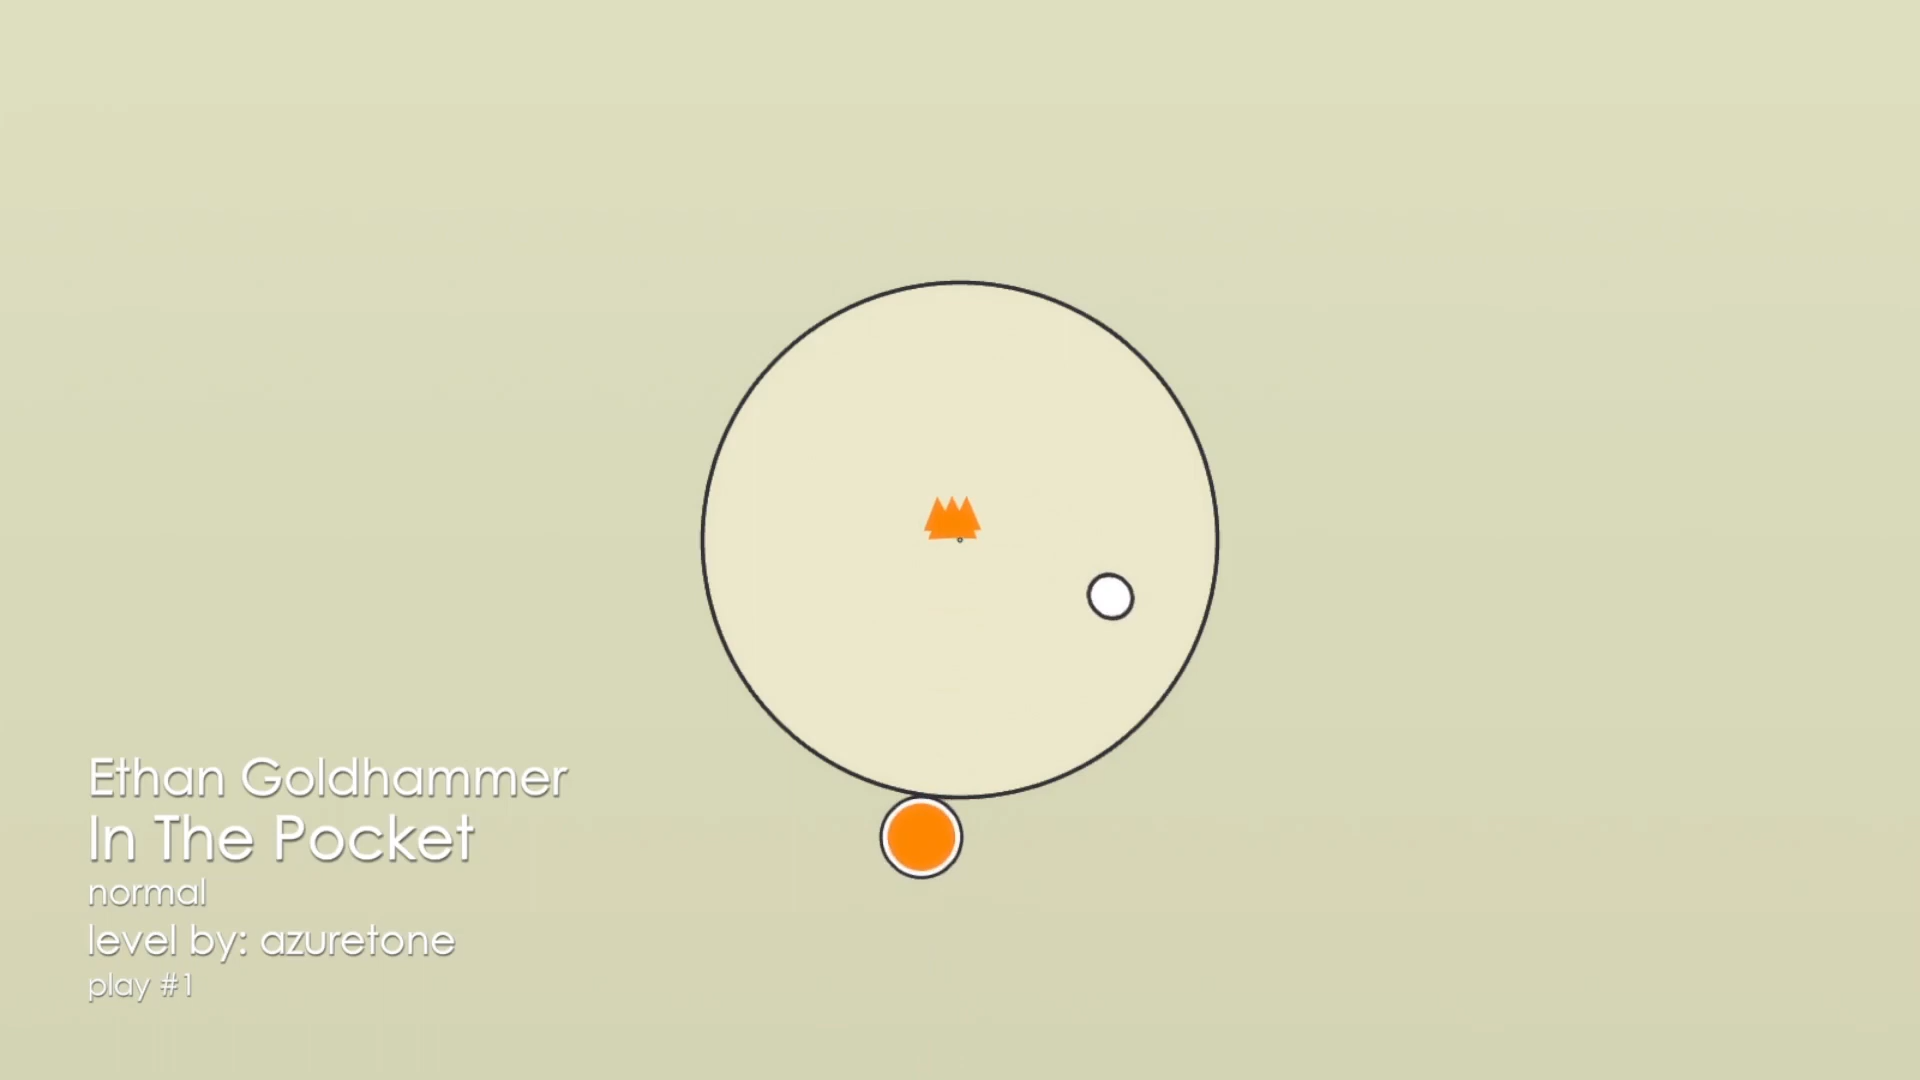 Ethan Goldhammer
In The Pocket
normal
level by: azuretone
play #1